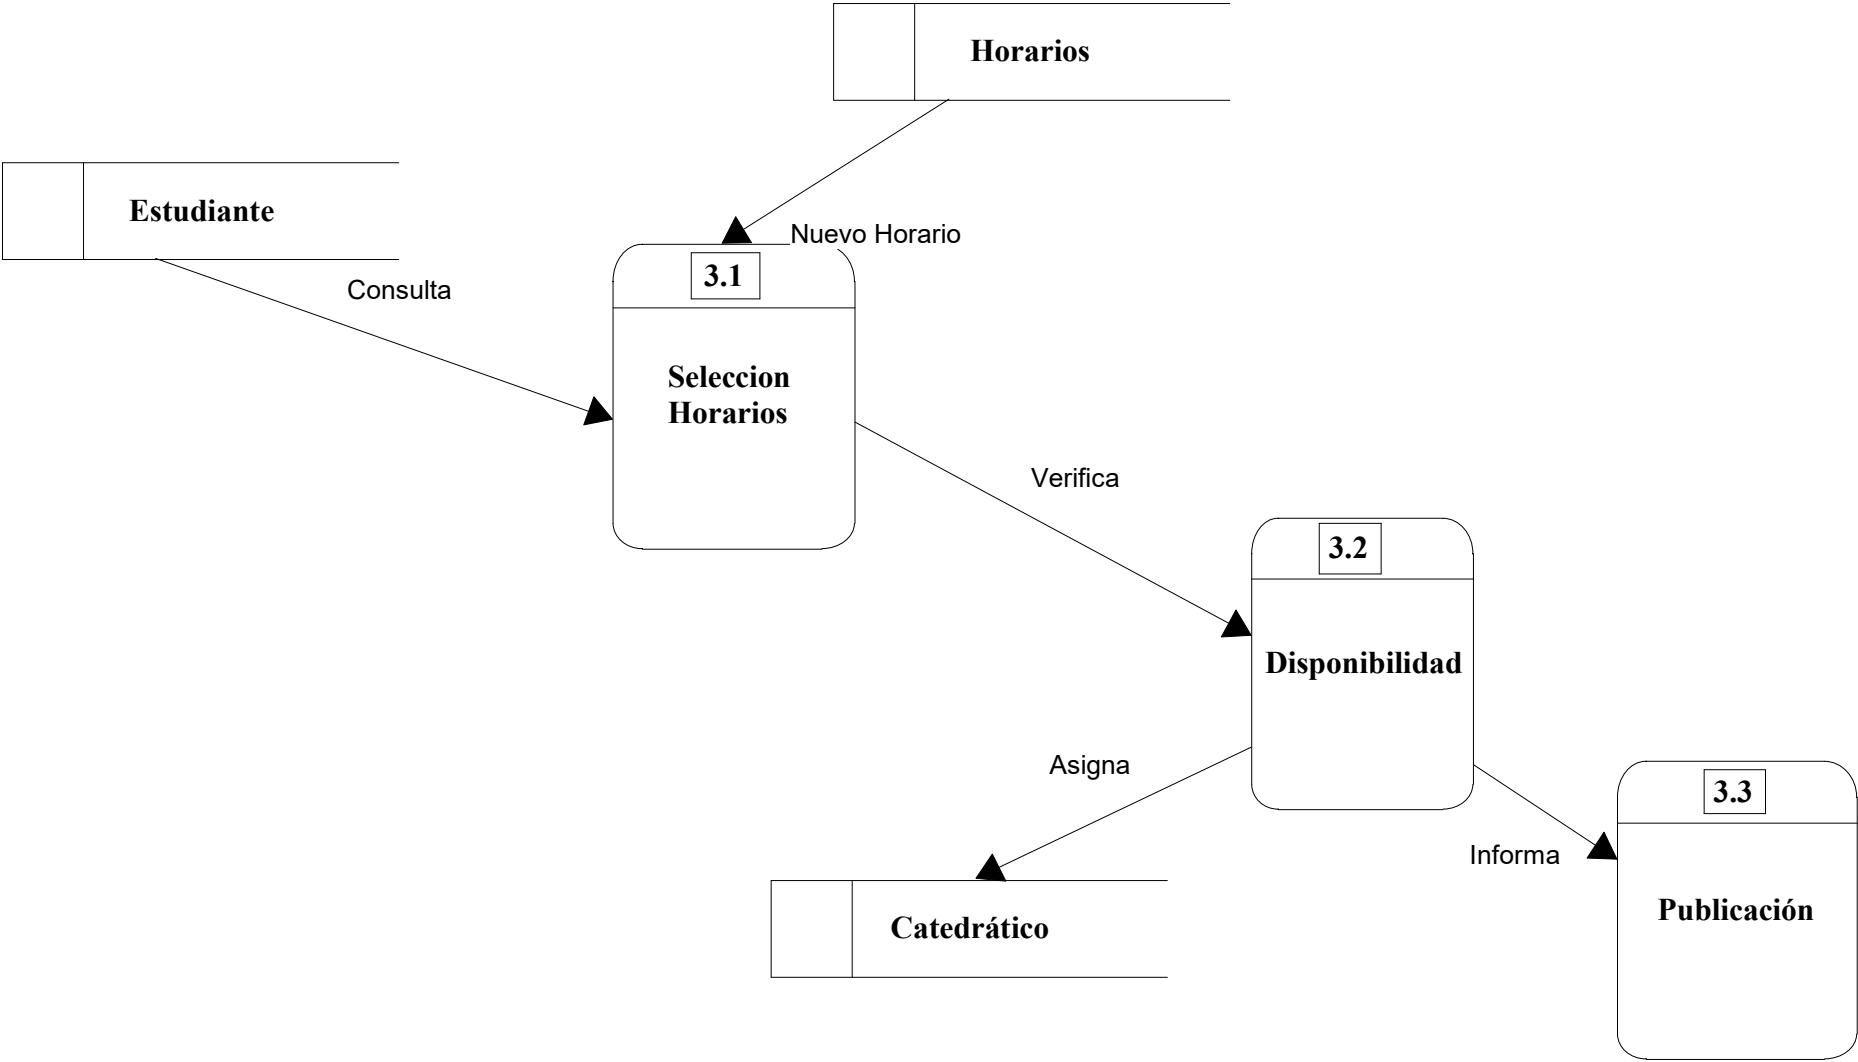 Horarios
Estudiante
Nuevo Horario
3.1
Consulta
Seleccion
Horarios
Verifica
3.2
Disponibilidad
Asigna
3.3
Informa
Publicación
Catedrático